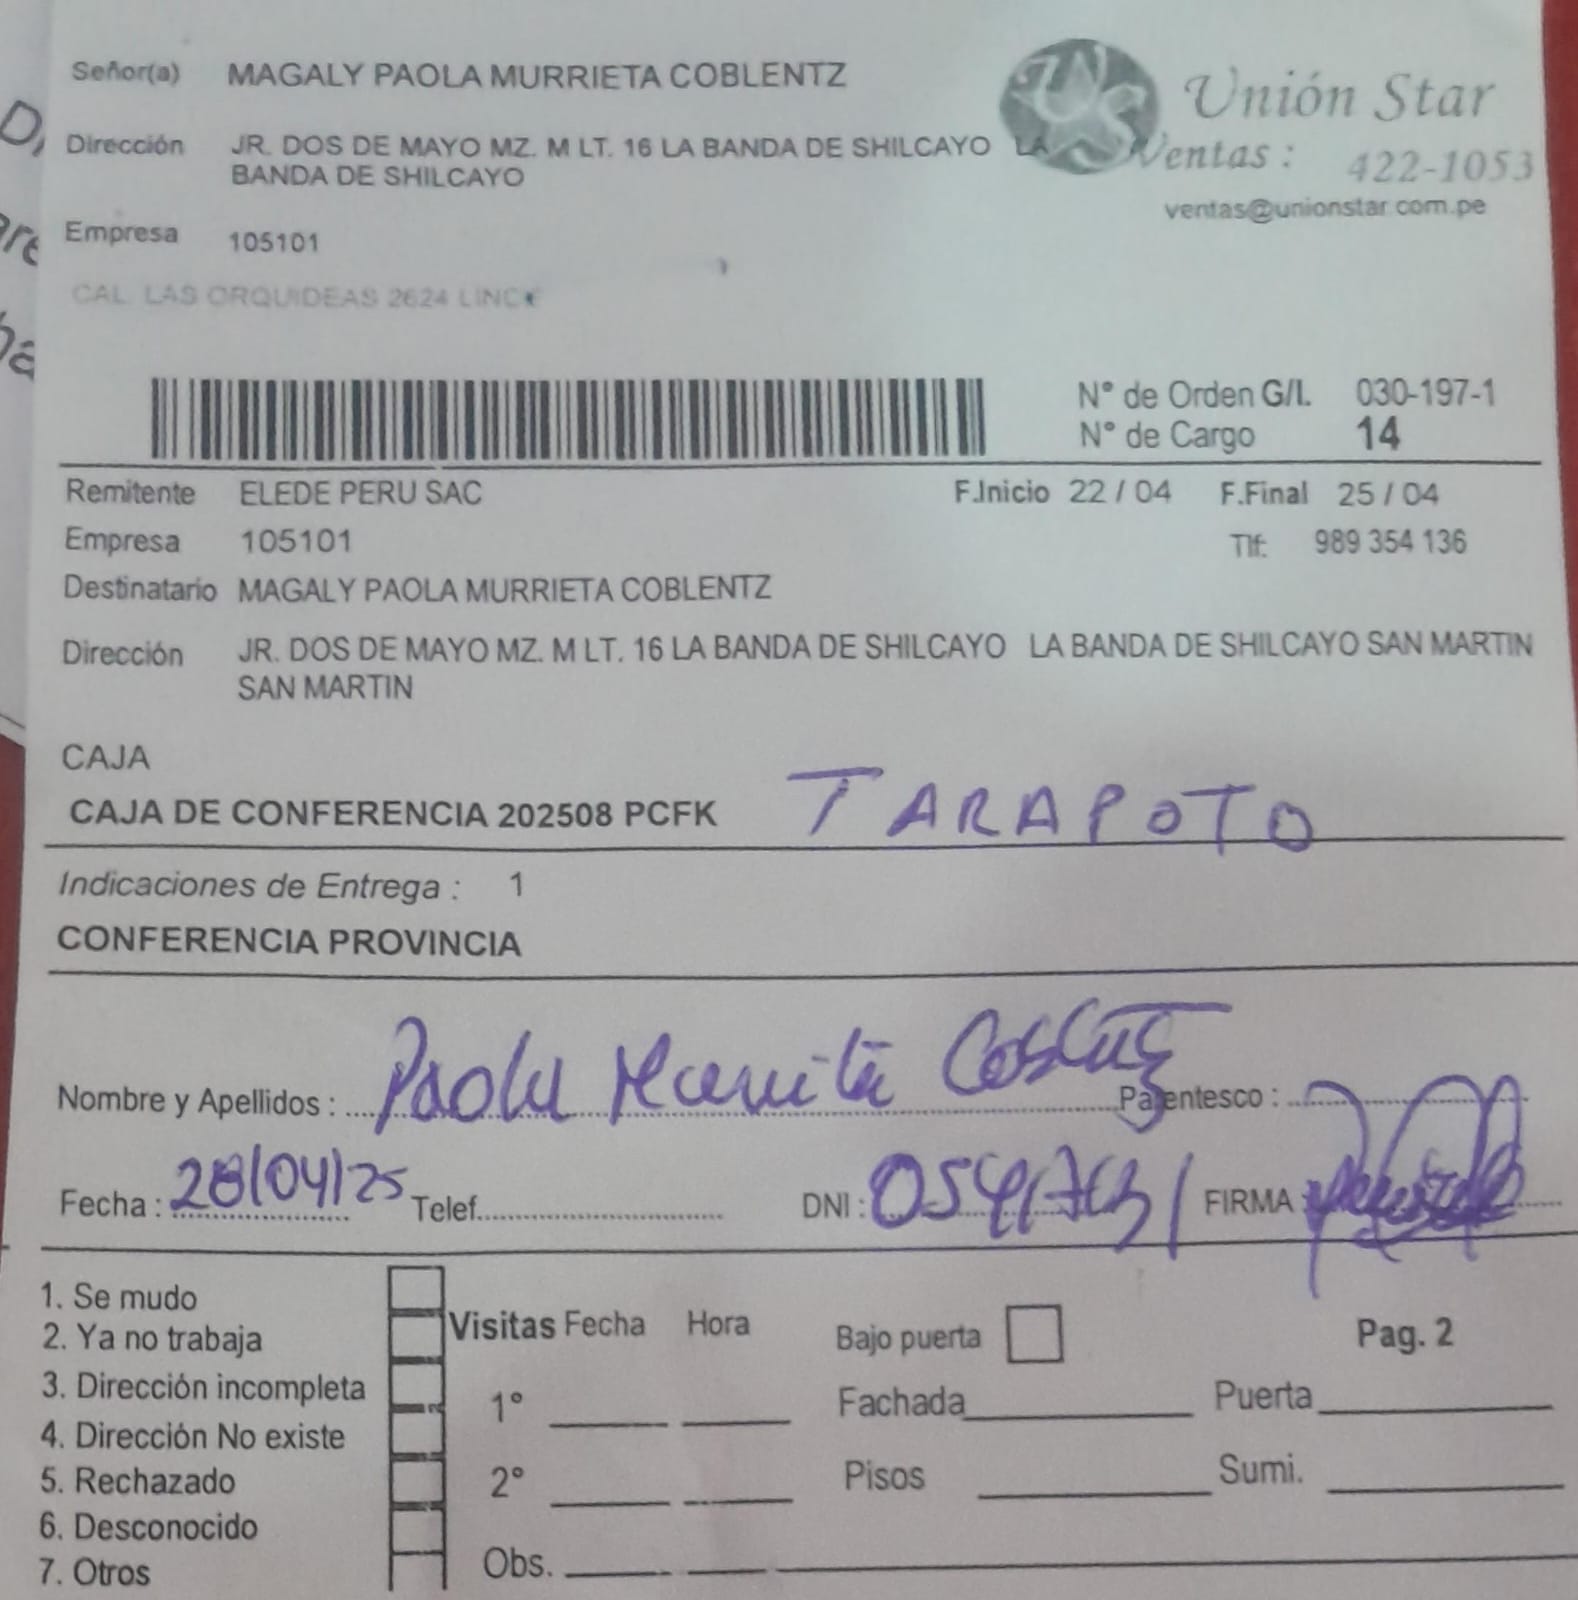 Señor(a) MAGALY PAOLA MURRIETA COBLENTZ
Unión Star
Dirección JR. DOS DE MAYO MZ. M LT. 16 LA BANDA DE SHILCAYO LA
BANDA DE SHILCAYO
Ventas : 422-1053
ventas@unionstar.com.pe
Empresa 105101
CAL. LAS ORQUIDEAS 2624 LINCE
N° de Orden G/I. 030-197-1
N° de Cargo 14
Remitente ELEDE PERU SAC F.Inicio 22 / 04 F.Final 25 / 04
Empresa 105101 Tlf: 989 354 136
Destinatario MAGALY PAOLA MURRIETA COBLENTZ
Dirección JR. DOS DE MAYO MZ. M LT. 16 LA BANDA DE SHILCAYO LA BANDA DE SHILCAYO SAN MARTIN
SAN MARTIN
CAJA
CAJA DE CONFERENCIA 202508 PCFK TARAPOTO
Indicaciones de Entrega : 1
CONFERENCIA PROVINCIA
Nombre y Apellidos : Paola Murrieta Coblentz Parentesco :
Fecha : 28/04/25 Telef. DNI : FIRMA
1. Se mudo
2. Ya no trabaja
3. Dirección incompleta
4. Dirección No existe
5. Rechazado
6. Desconocido
7. Otros
Visitas Fecha Hora
1°
2°
Obs.
Bajo puerta Pag. 2
Fachada Puerta
Pisos Sumi.